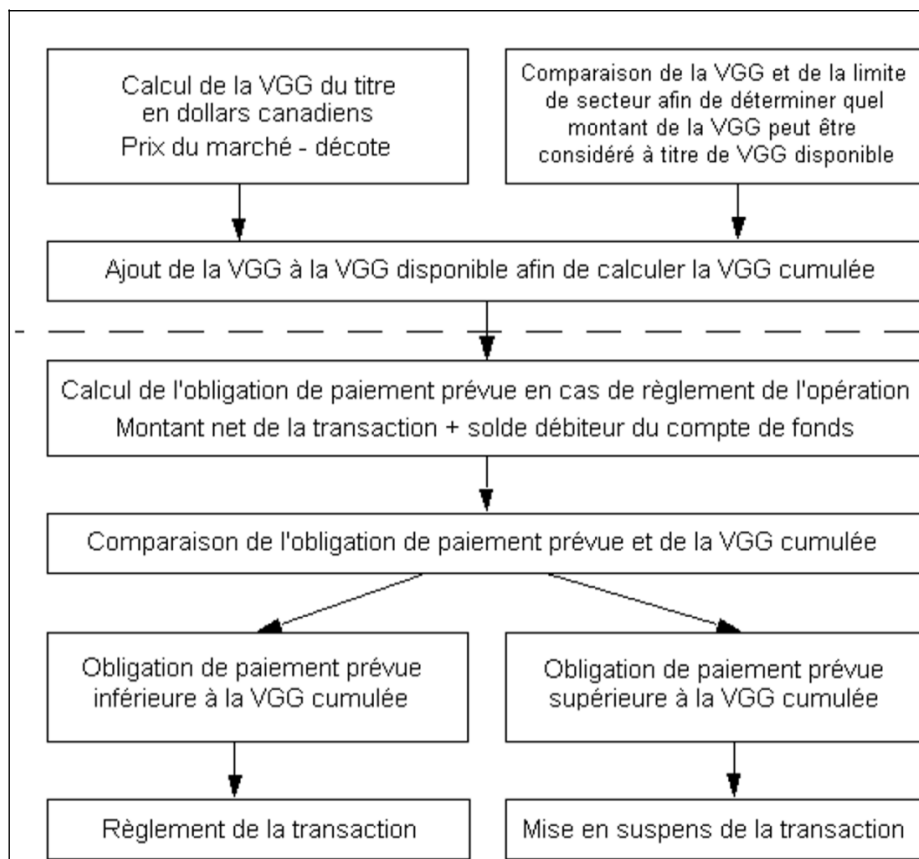 Calcul de la VGG du titre
en dollars canadiens
Prix du marché - décote
Comparaison de la VGG et de la limite
de secteur afin de déterminer quel
montant de la VGG peut être
considéré à titre de VGG disponible
Ajout de la VGG à la VGG disponible afin de calculer la VGG cumulée
Calcul de l'obligation de paiement prévue en cas de règlement de l'opération
Montant net de la transaction + solde débiteur du compte de fonds
Comparaison de l'obligation de paiement prévue et de la VGG cumulée
Obligation de paiement prévue
inférieure à la VGG cumulée
Obligation de paiement prévue
supérieure à la VGG cumulée
Règlement de la transaction
Mise en suspens de la transaction